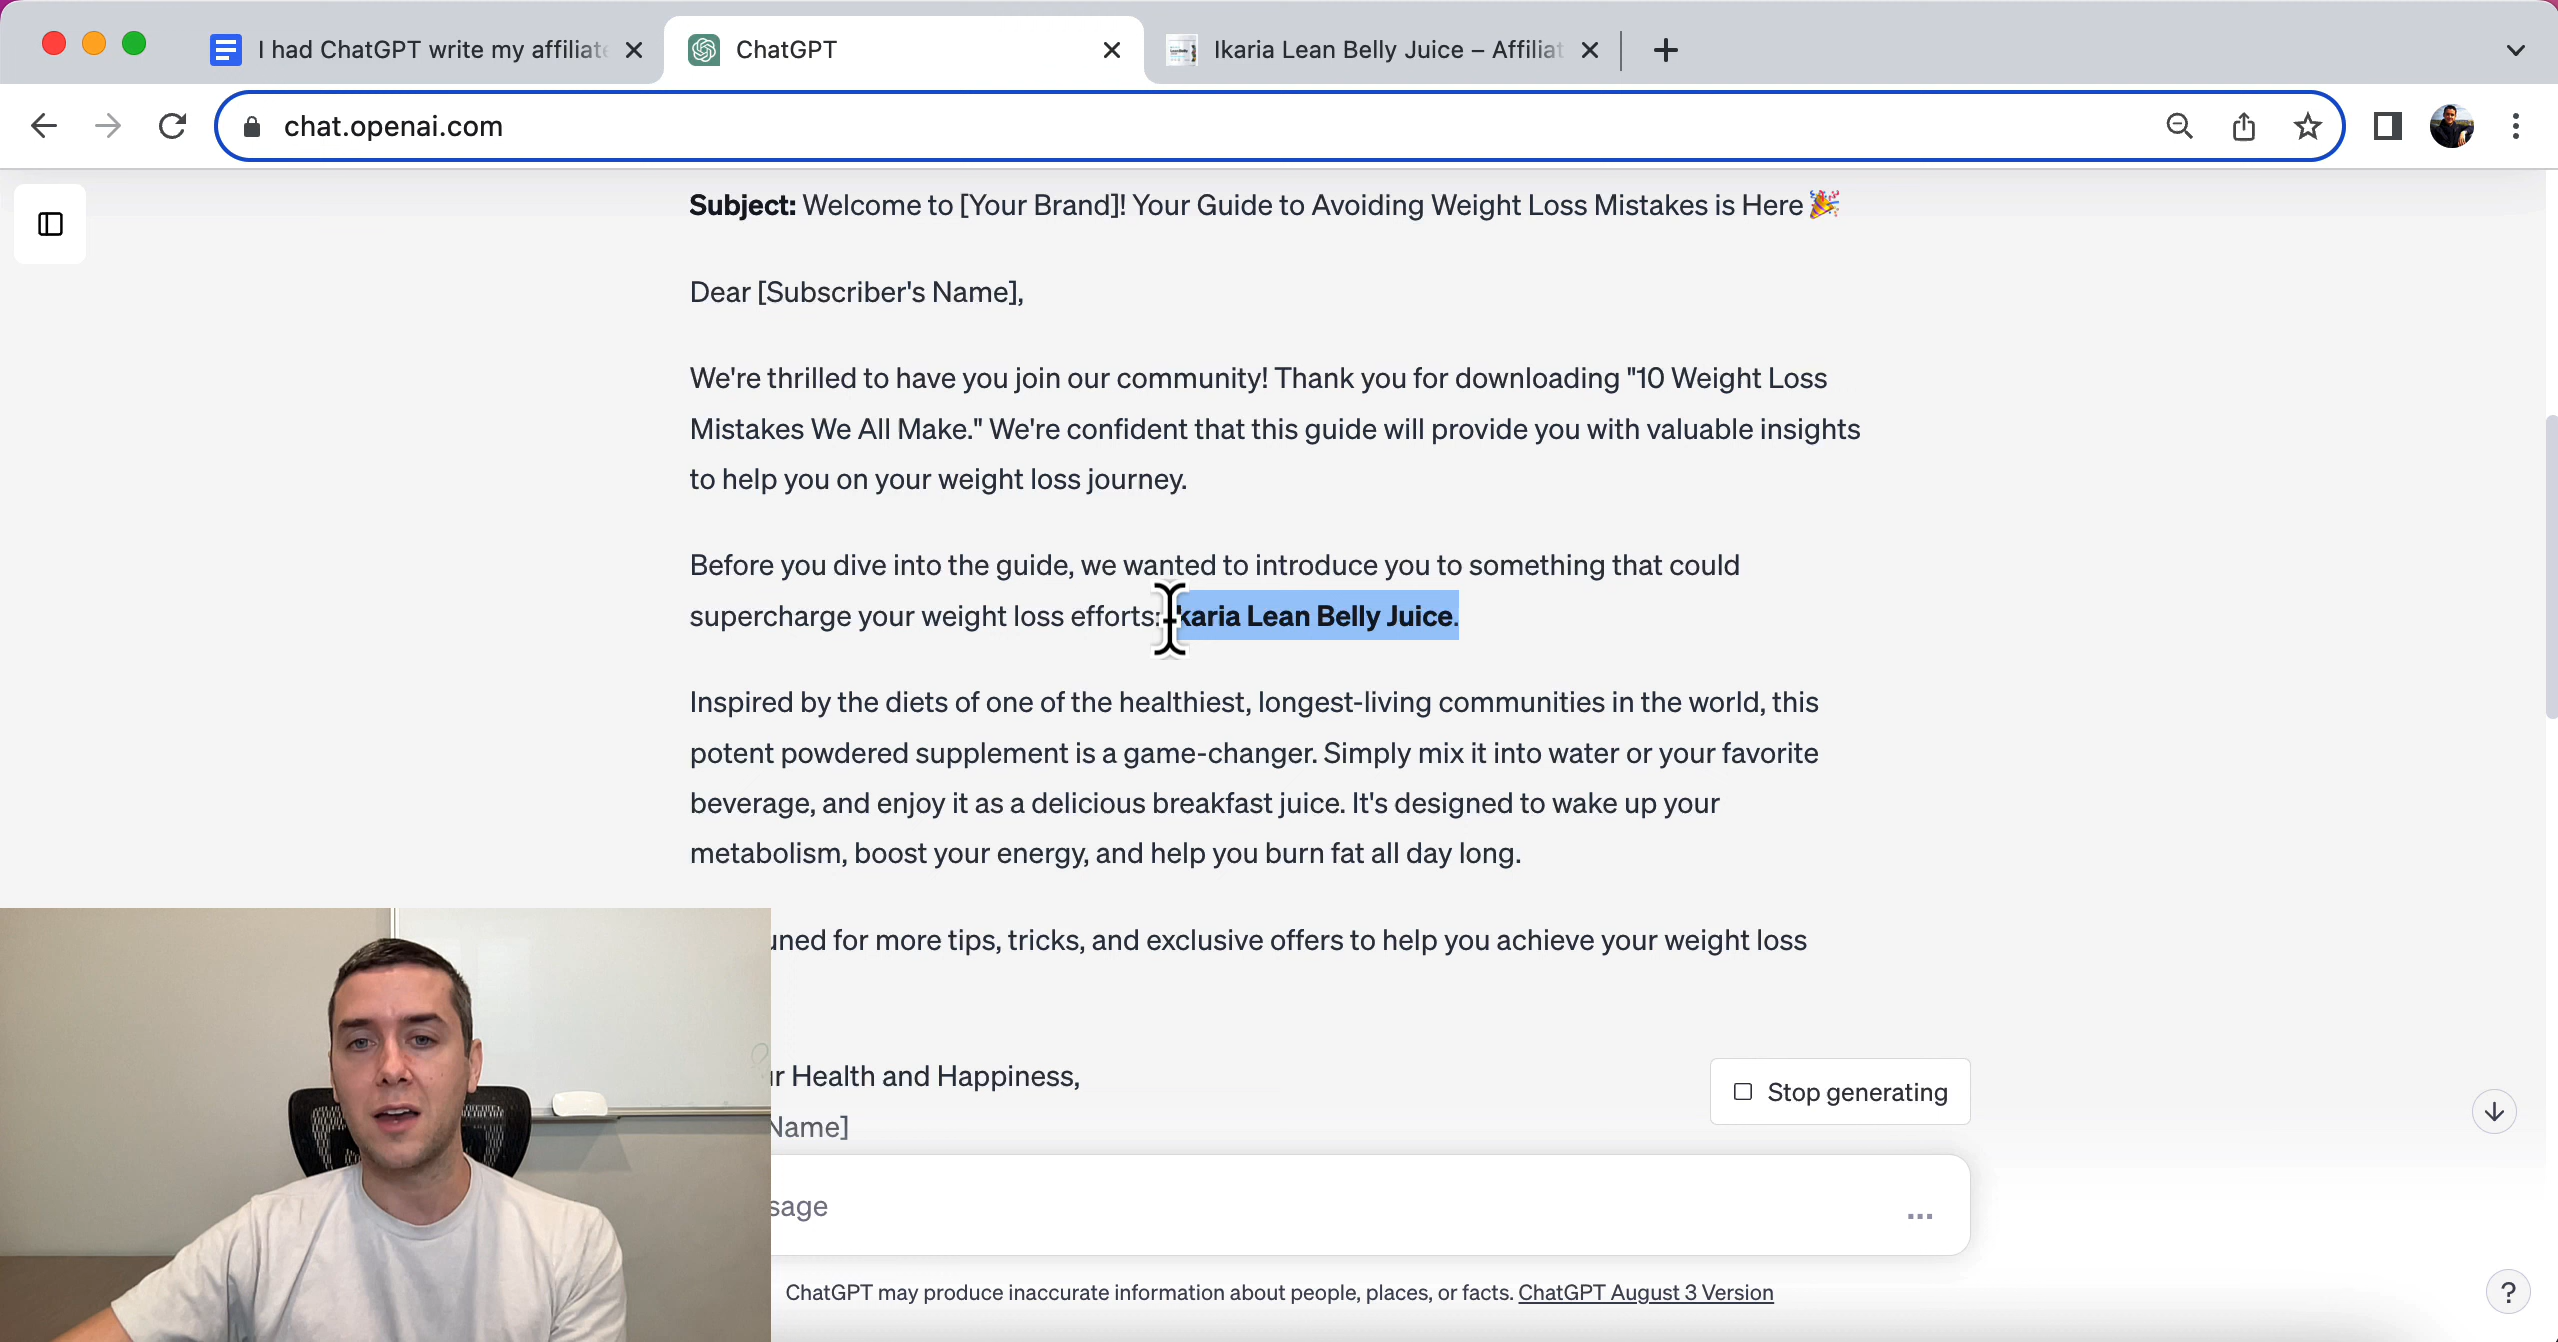 I had ChatGPT write my affiliate
ChatGPT
Ikaria Lean Belly Juice – Affiliat
chat.openai.com
Subject: Welcome to [Your Brand]! Your Guide to Avoiding Weight Loss Mistakes is Here 🎉
Dear [Subscriber's Name],
We're thrilled to have you join our community! Thank you for downloading "10 Weight Loss
Mistakes We All Make." We're confident that this guide will provide you with valuable insights
to help you on your weight loss journey.
Before you dive into the guide, we wanted to introduce you to something that could
supercharge your weight loss efforts: Ikaria Lean Belly Juice.
Inspired by the diets of one of the healthiest, longest-living communities in the world, this
potent powdered supplement is a game-changer. Simply mix it into water or your favorite
beverage, and enjoy it as a delicious breakfast juice. It's designed to wake up your
metabolism, boost your energy, and help you burn fat all day long.
uned for more tips, tricks, and exclusive offers to help you achieve your weight loss
r Health and Happiness,
Name]
Stop generating
sage
ChatGPT may produce inaccurate information about people, places, or facts. ChatGPT August 3 Version
?